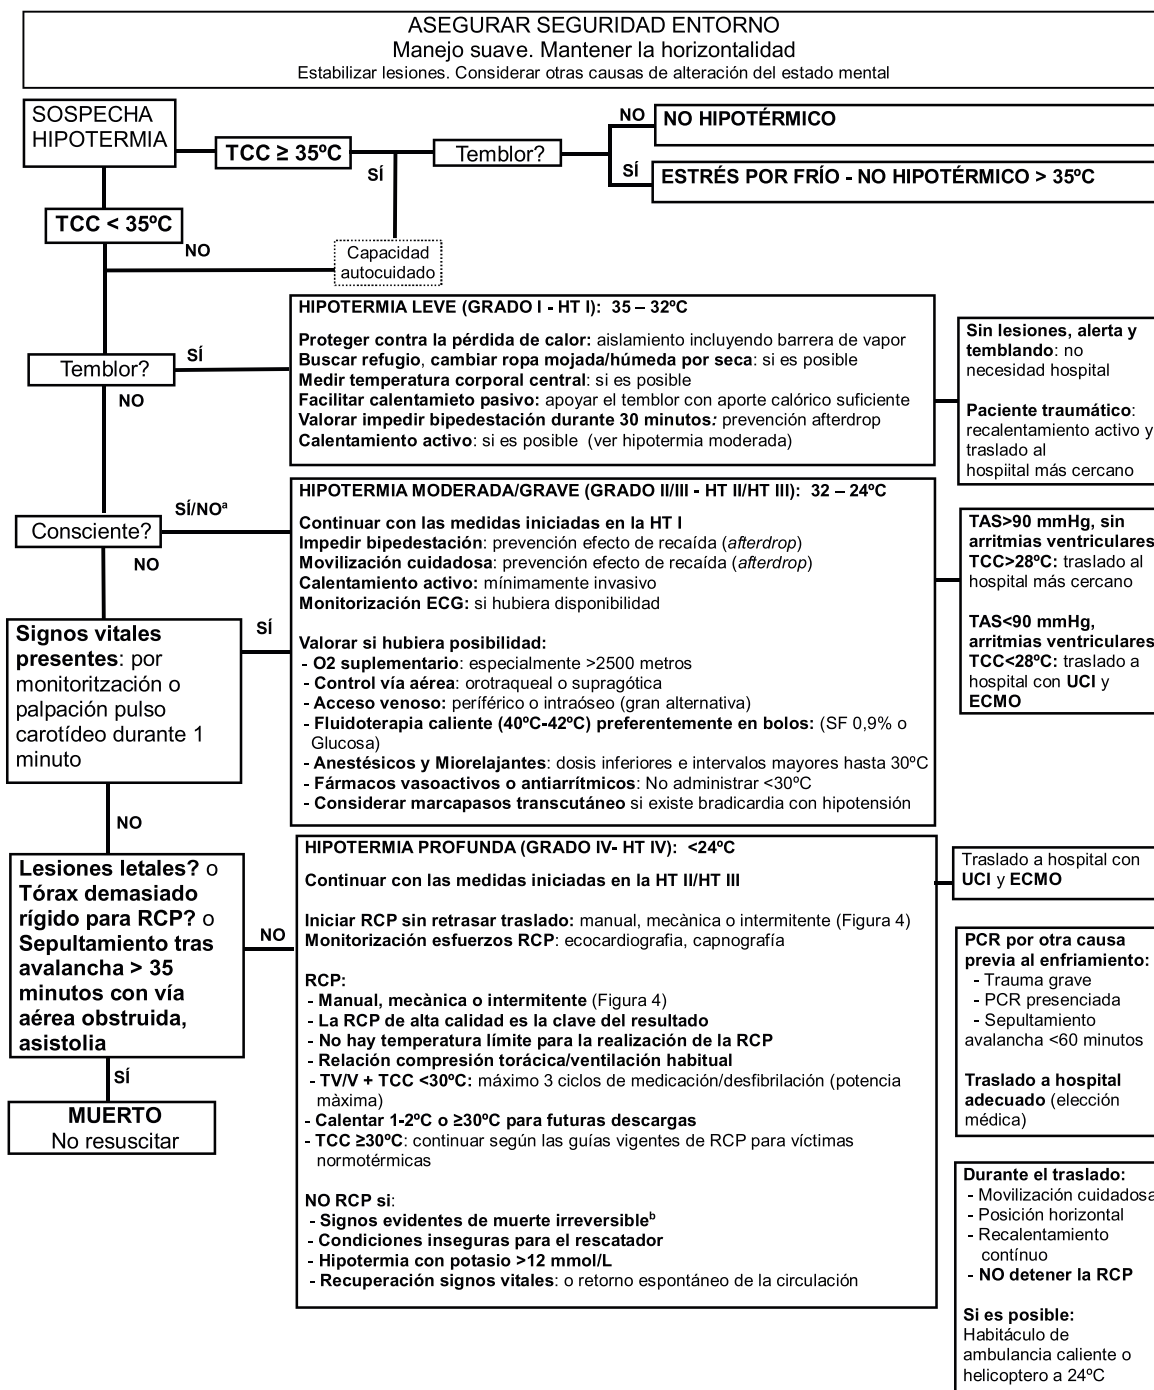 ASEGURAR SEGURIDAD ENTORNO
Manejo suave. Mantener la horizontalidad
Estabilizar lesiones. Considerar otras causas de alteración del estado mental
SOSPECHA
HIPOTERMIA
TCC ≥ 35ºC
SÍ
Temblor?
NO
NO HIPOTÉRMICO
SÍ
ESTRÉS POR FRÍO - NO HIPOTÉRMICO > 35ºC
TCC < 35ºC
NO
Capacidad
autocuidado
Temblor?
SÍ
NO
HIPOTERMIA LEVE (GRADO I - HT I): 35 – 32ºC
Proteger contra la pérdida de calor: aislamiento incluyendo barrera de vapor
Buscar refugio, cambiar ropa mojada/húmeda por seca: si es posible
Medir temperatura corporal central: si es posible
Facilitar calentamieto pasivo: apoyar el temblor con aporte calórico suficiente
Valorar impedir bipedestación durante 30 minutos: prevención afterdrop
Calentamiento activo: si es posible (ver hipotermia moderada)
Sin lesiones, alerta y
temblando: no
necesidad hospital
Paciente traumático:
recalentamiento activo y
traslado al
hospiital más cercano
Consciente?
SÍ/NOª
NO
HIPOTERMIA MODERADA/GRAVE (GRADO II/III - HT II/HT III): 32 – 24ºC
Continuar con las medidas iniciadas en la HT I
Impedir bipedestación: prevención efecto de recaída (afterdrop)
Movilización cuidadosa: prevención efecto de recaída (afterdrop)
Calentamiento activo: mínimamente invasivo
Monitorización ECG: si hubiera disponibilidad
Valorar si hubiera posibilidad:
- O2 suplementario: especialmente >2500 metros
- Control vía aérea: orotraqueal o supragótica
- Acceso venoso: periférico o intraóseo (gran alternativa)
- Fluidoterapia caliente (40ºC-42ºC) preferentemente en bolos: (SF 0,9% o
Glucosa)
- Anestésicos y Miorelajantes: dosis inferiores e intervalos mayores hasta 30ºC
- Fármacos vasoactivos o antiarrítmicos: No administrar <30ºC
- Considerar marcapasos transcutáneo si existe bradicardia con hipotensión
TAS>90 mmHg, sin
arritmias ventriculares
TCC>28ºC: traslado al
hospital más cercano
TAS<90 mmHg,
arritmias ventriculares
TCC<28ºC: traslado a
hospital con UCI y
ECMO
Signos vitales
presentes: por
monitoritzación o
palpación pulso
carotídeo durante 1
minuto
SÍ
NO
Lesiones letales? o
Tórax demasiado
rígido para RCP? o
Sepultamiento tras
avalancha > 35
minutos con vía
aérea obstruida,
asistolia
NO
SÍ
MUERTO
No resuscitar
HIPOTERMIA PROFUNDA (GRADO IV- HT IV): <24ºC
Continuar con las medidas iniciadas en la HT II/HT III
Iniciar RCP sin retrasar traslado: manual, mecànica o intermitente (Figura 4)
Monitorización esfuerzos RCP: ecocardiografia, capnografía
RCP:
- Manual, mecànica o intermitente (Figura 4)
- La RCP de alta calidad es la clave del resultado
- No hay temperatura límite para la realización de la RCP
- Relación compresión torácica/ventilación habitual
- TV/V + TCC <30ºC: máximo 3 ciclos de medicación/desfibrilación (potencia
màxima)
- Calentar 1-2ºC o ≥30ºC para futuras descargas
- TCC ≥30ºC: continuar según las guías vigentes de RCP para víctimas
normotérmicas
NO RCP si:
- Signos evidentes de muerte irreversibleᵇ
- Condiciones inseguras para el rescatador
- Hipotermia con potasio >12 mmol/L
- Recuperación signos vitales: o retorno espontáneo de la circulación
Traslado a hospital con
UCI y ECMO
PCR por otra causa
previa al enfriamiento:
- Trauma grave
- PCR presenciada
- Sepultamiento
avalancha <60 minutos
Traslado a hospital
adecuado (elección
médica)
Durante el traslado:
- Movilización cuidadosa
- Posición horizontal
- Recalentamiento
contínuo
- NO detener la RCP
Si es posible:
Habitáculo de
ambulancia caliente o
helicoptero a 24ºC